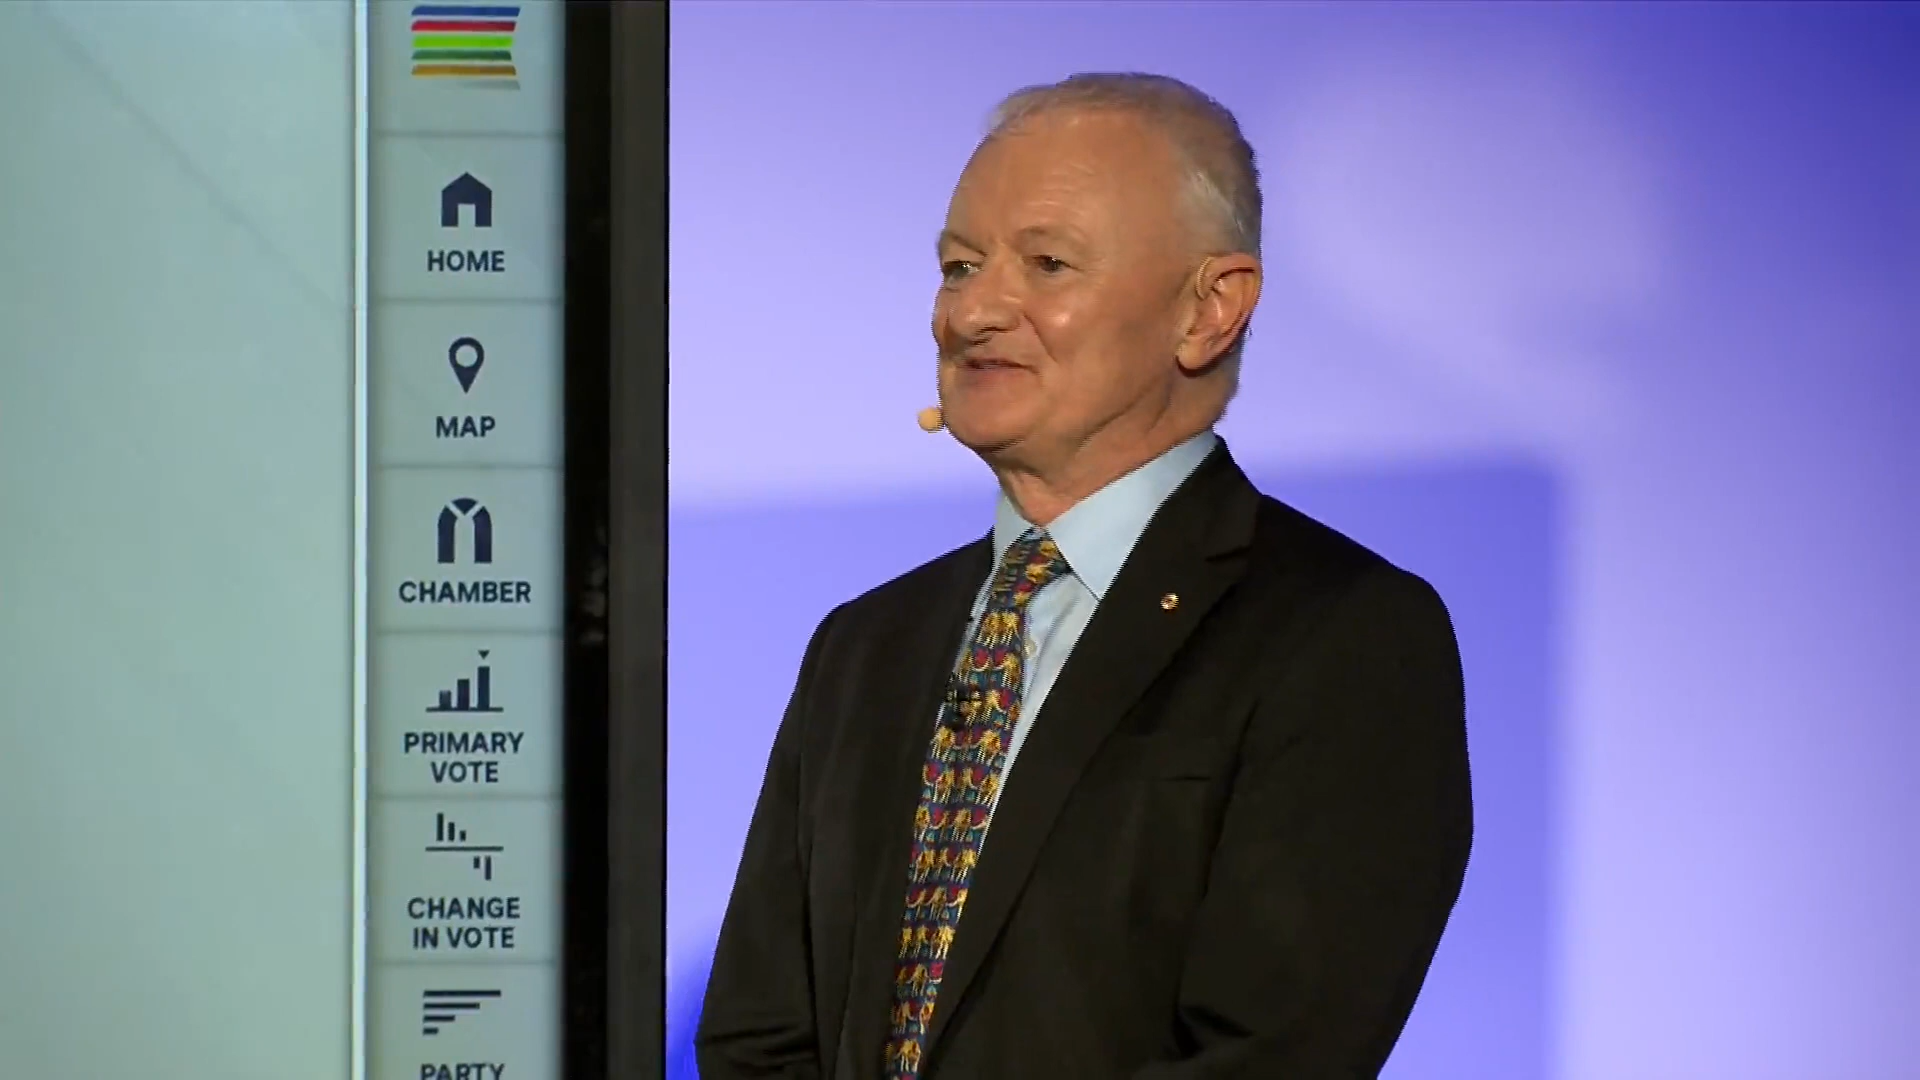 HOME
MAP
CHAMBER
PRIMARY
VOTE
CHANGE
IN VOTE
PARTY